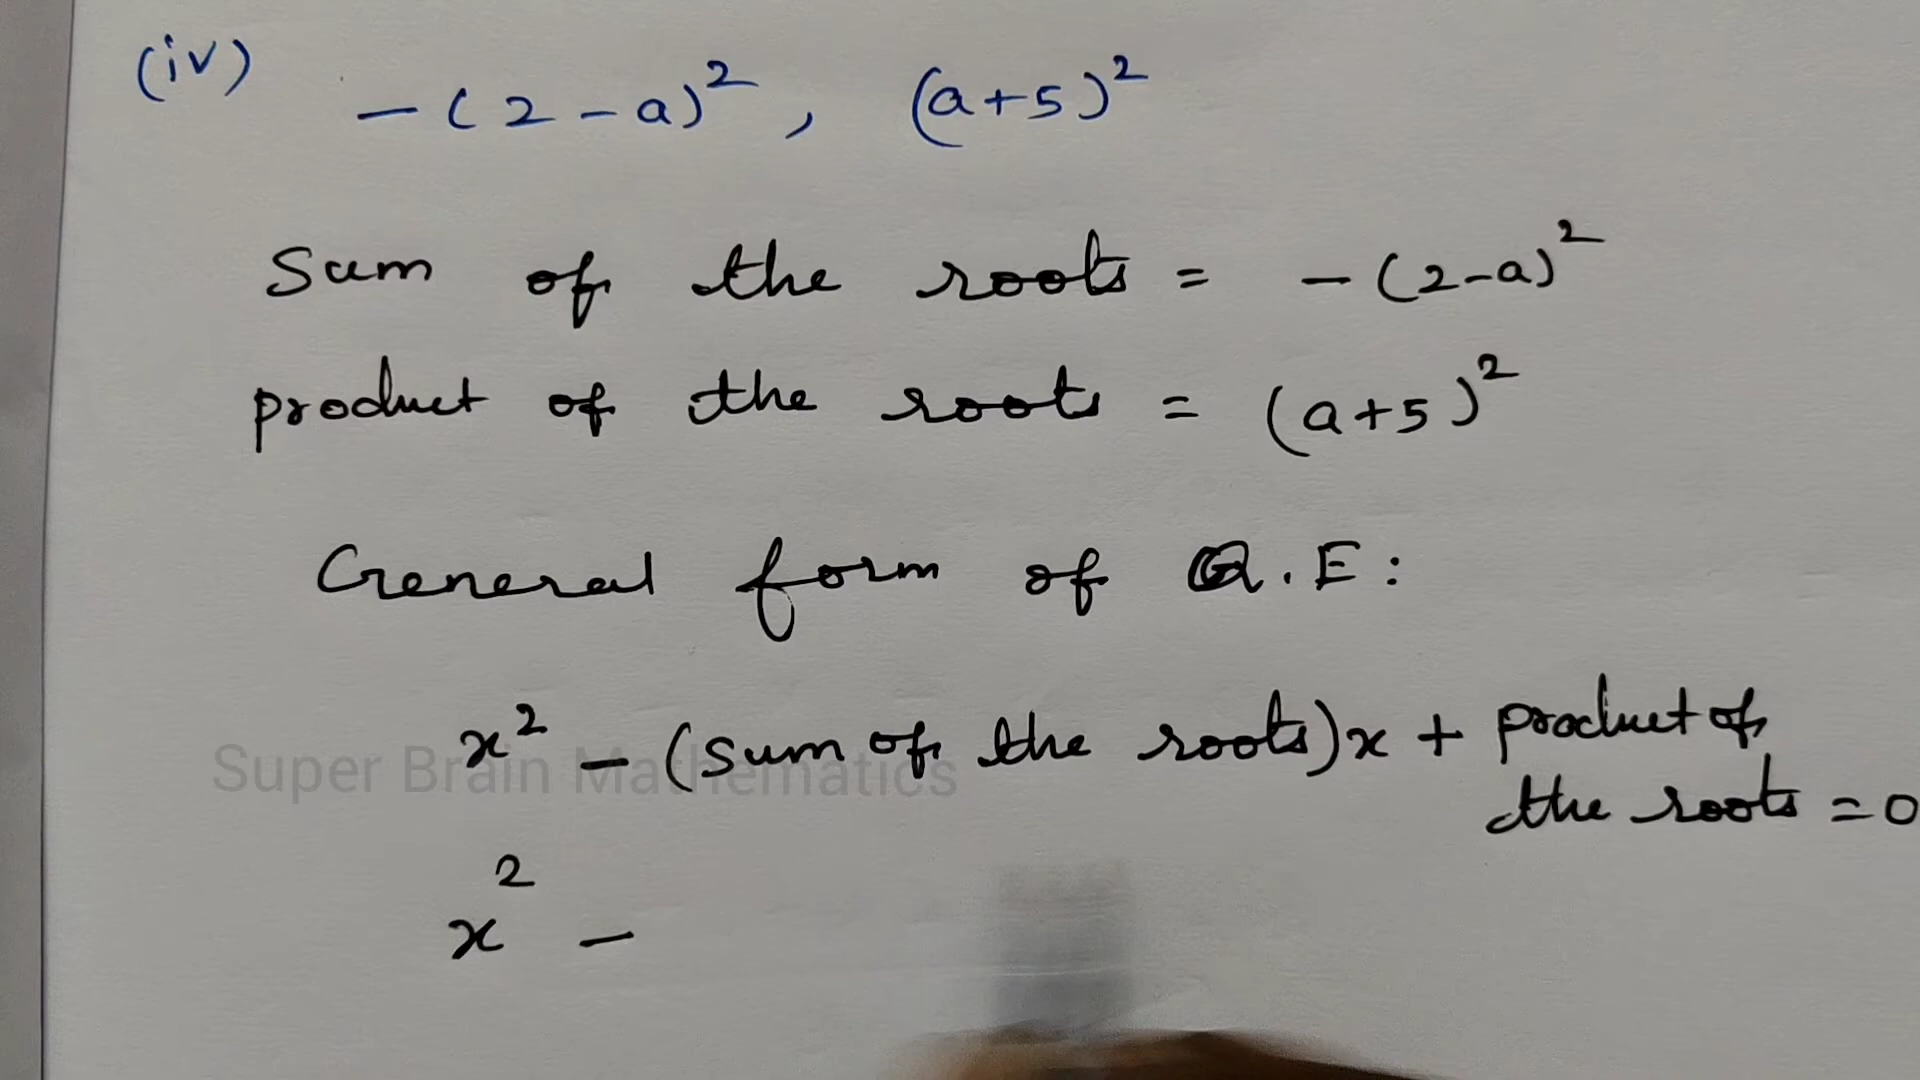 (iv) -(2-a)², (a+5)²
Sum of the roots = -(2-a)²
product of the roots = (a+5)²
General form of Q.E:
x² - (sum of the roots)x + product of
the roots = 0
Super Brain Mathematics
x² -